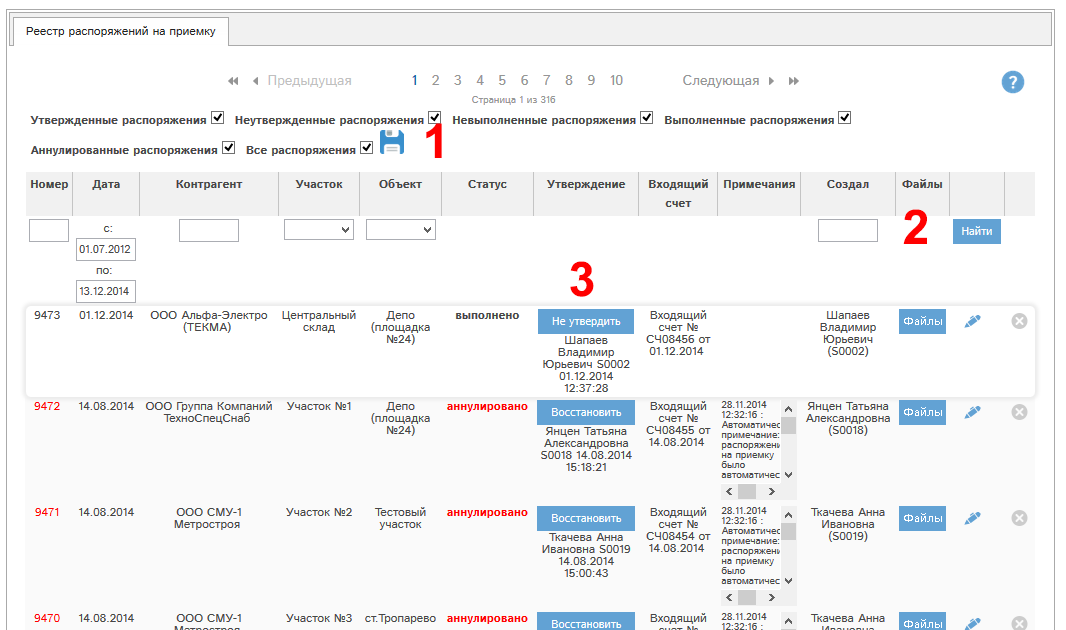 Реестр распоряжений на приемку
Предыдущая 1 2 3 4 5 6 7 8 9 10 Следующая
Страница 1 из 316
?
Утвержденные распоряжения Неутвержденные распоряжения Невыполненные распоряжения Выполненные распоряжения
Аннулированные распоряжения Все распоряжения 1
Номер Дата Контрагент Участок Объект Статус Утверждение Входящий счет Примечания Создал Файлы
с:
01.07.2012
по:
13.12.2014
2
Найти
3
9473 01.12.2014 ООО Альфа-Электро Центральный Депо выполнено Не утвердить Входящий Шапаев Файлы
(ТЕКМА) склад (площадка счет № Владимир
№24) Шапаев СЧ08456 от Юрьевич
Владимир 01.12.2014 (S0002)
Юрьевич S0002
01.12.2014
12:37:28
9472 14.08.2014 ООО Группа Компаний Участок №1 Депо аннулировано Восстановить Входящий 28.11.2014 Янцен Татьяна Файлы
ТехноСпецСнаб (площадка счет № 12:32:16 : Александровна
№24) Янцен Татьяна СЧ08455 от Автоматичес (S0018)
Александровна 14.08.2014 примечание:
S0018 14.08.2014 распоряжени
15:18:21 на приемку
было
автоматичес
9471 14.08.2014 ООО СМУ-1 Участок №2 Тестовый аннулировано Восстановить Входящий 28.11.2014 Ткачева Анна Файлы
Метростроя участок счет № 12:32:16 : Ивановна
Ткачева Анна СЧ08454 от Автоматичес (S0019)
Ивановна S0019 14.08.2014 примечание:
14.08.2014 распоряжени
15:00:43 на приемку
было
автоматичес
9470 14.08.2014 ООО СМУ-1 Участок №3 ст.Тропарево аннулировано Восстановить Входящий 28.11.2014 Ткачева Анна Файлы
Метростроя счет № 12:32:16 : Ивановна